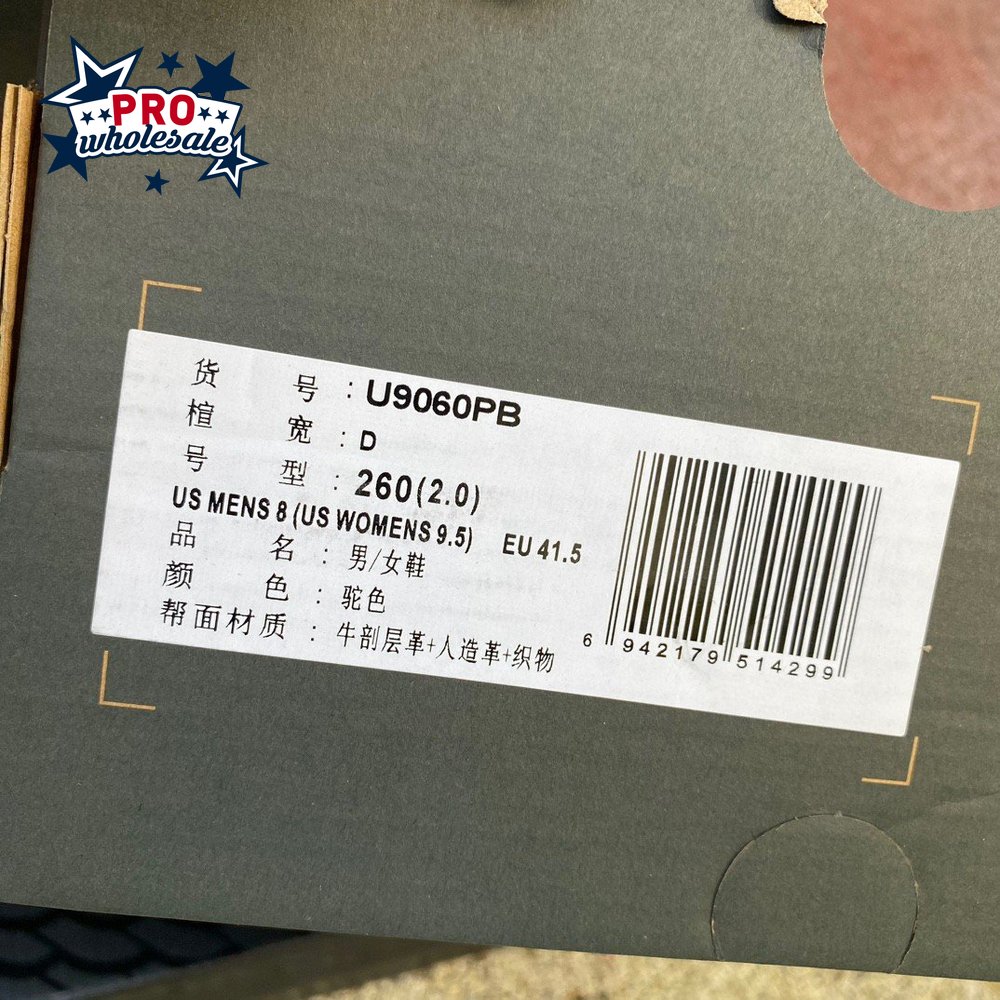 PRO
wholesale
货 号 : U9060PB
楦 宽 : D
号 型 : 260(2.0)
US MENS 8 (US WOMENS 9.5) EU 41.5
品 名 : 男/女鞋
颜 色 : 驼色
帮面材质 : 牛剖层革+人造革+织物
6 942179 514299